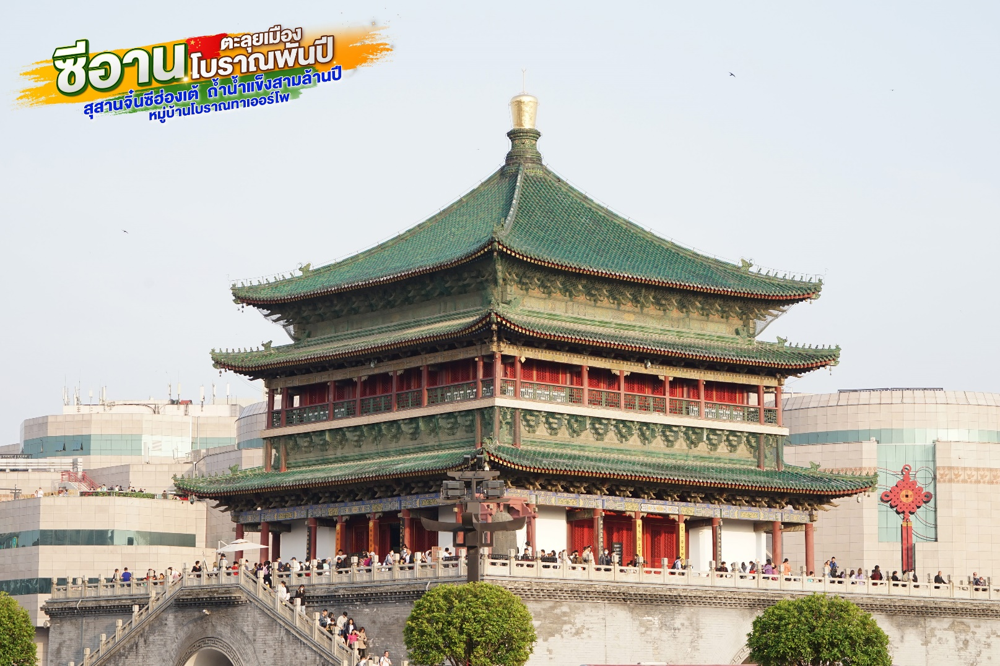 ซีอาน ตะลุยเมือง
โบราณพันปี
สุสานจิ๋นซีฮ่องเต้ ถ้ำน้ำแข็งสามล้านปี
หมู่บ้านโบราณทาเออร์โพ